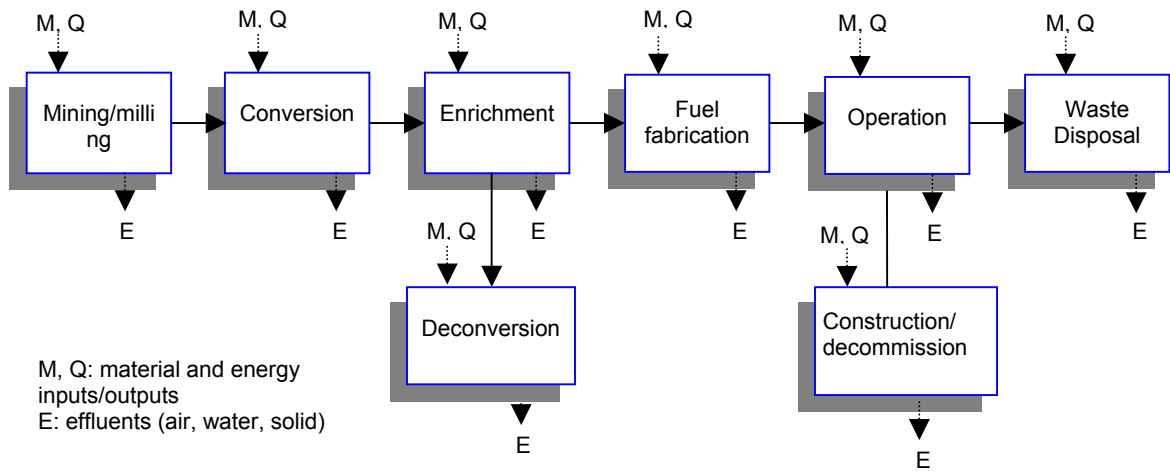 M, Q
M, Q
M, Q
M, Q
M, Q
M, Q
Mining/milli
ng
Conversion
Enrichment
Fuel
fabrication
Operation
Waste
Disposal
E
E
E
E
E
E
M, Q
M, Q
Deconversion
Construction/
decommission
E
E
M, Q: material and energy
inputs/outputs
E: effluents (air, water, solid)